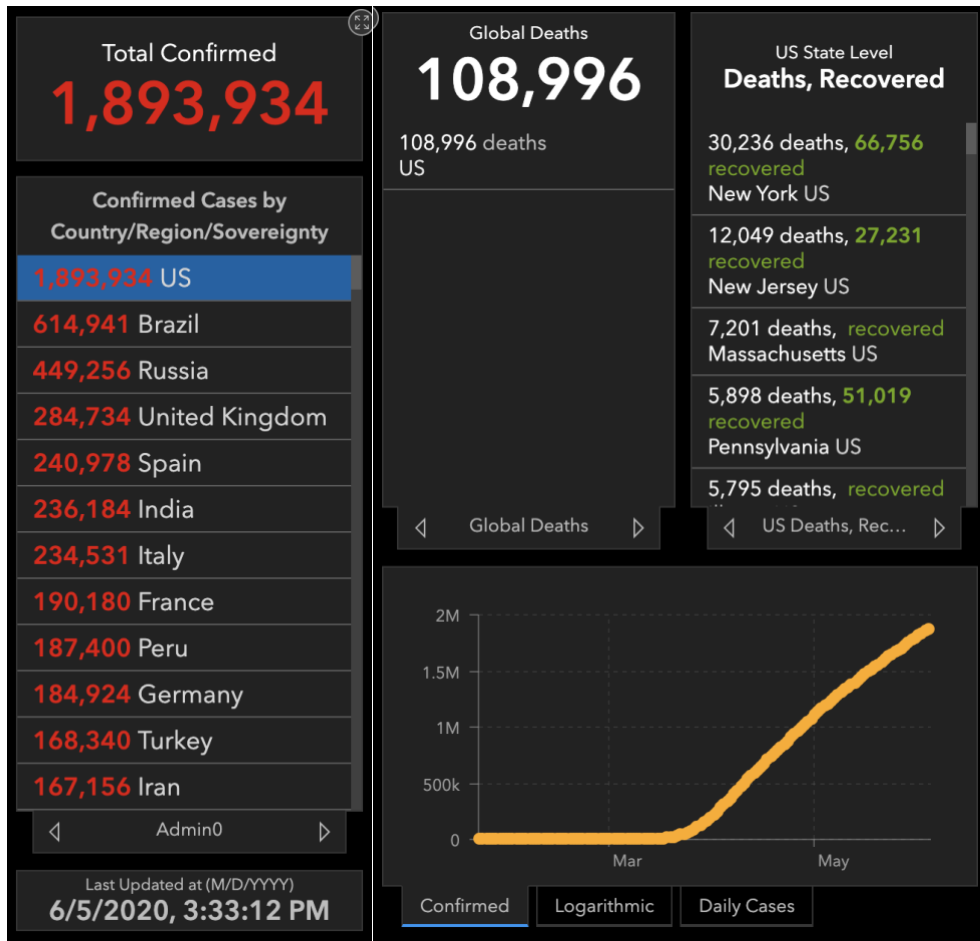 Total Confirmed
1,893,934
Confirmed Cases by
Country/Region/Sovereignty
1,893,934 US
614,941 Brazil
449,256 Russia
284,734 United Kingdom
240,978 Spain
236,184 India
234,531 Italy
190,180 France
187,400 Peru
184,924 Germany
168,340 Turkey
167,156 Iran
Admin0
Last Updated at (M/D/YYYY)
6/5/2020, 3:33:12 PM
Global Deaths
108,996
108,996 deaths
US
Global Deaths
US State Level
Deaths, Recovered
30,236 deaths, 66,756
recovered
New York US
12,049 deaths, 27,231
recovered
New Jersey US
7,201 deaths, recovered
Massachusetts US
5,898 deaths, 51,019
recovered
Pennsylvania US
5,795 deaths, recovered
US Deaths, Rec...
2M
1.5M
1M
500k
0
Mar
May
Confirmed
Logarithmic
Daily Cases